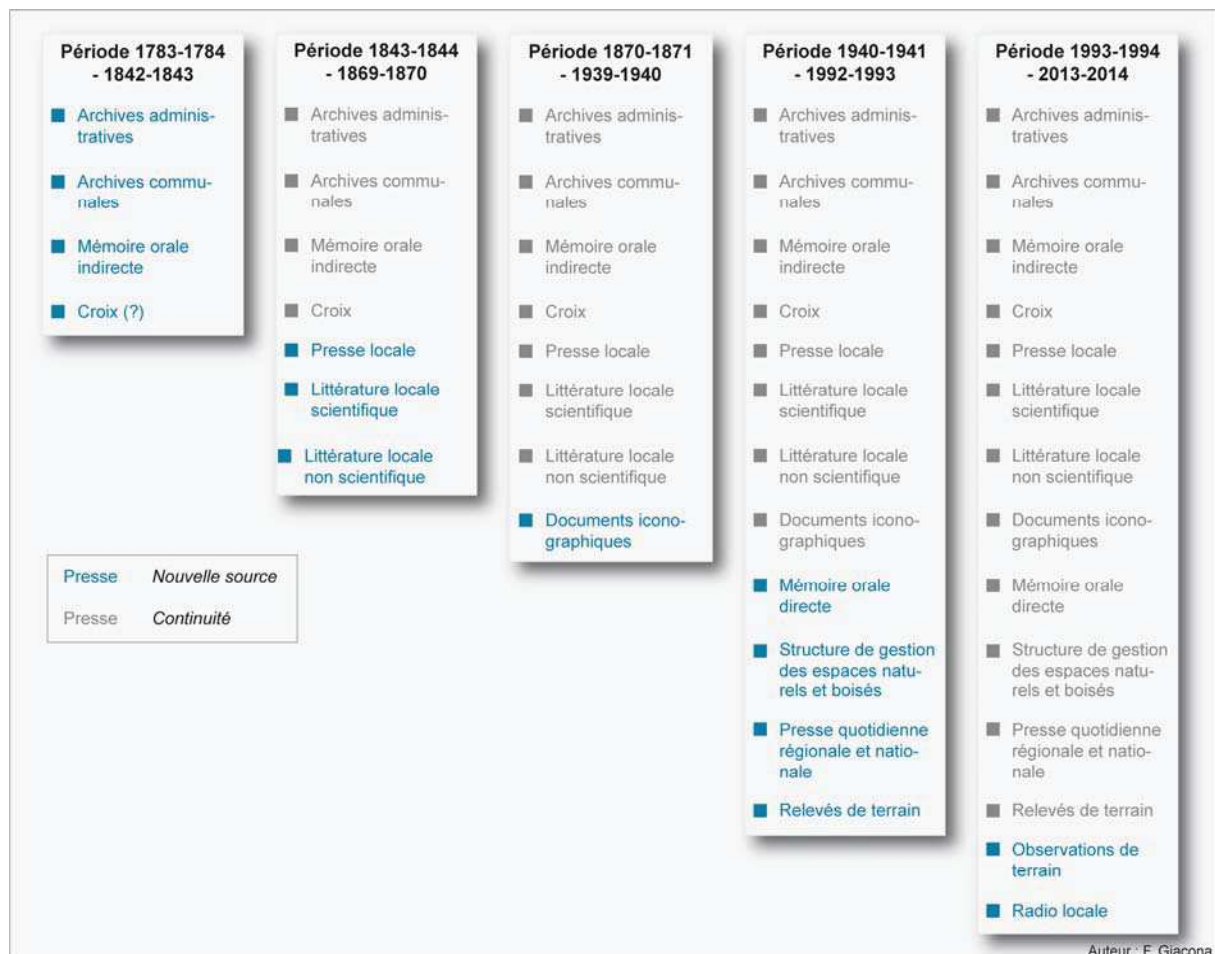 Période 1783-1784
- 1842-1843
Archives adminis-
tratives
Archives commu-
nales
Mémoire orale
indirecte
Croix (?)
Période 1843-1844
- 1869-1870
Archives adminis-
tratives
Archives commu-
nales
Mémoire orale
indirecte
Croix
Presse locale
Littérature locale
scientifique
Littérature locale
non scientifique
Période 1870-1871
- 1939-1940
Archives adminis-
tratives
Archives commu-
nales
Mémoire orale
indirecte
Croix
Presse locale
Littérature locale
scientifique
Littérature locale
non scientifique
Documents icono-
graphiques
Période 1940-1941
- 1992-1993
Archives adminis-
tratives
Archives commu-
nales
Mémoire orale
indirecte
Croix
Presse locale
Littérature locale
scientifique
Littérature locale
non scientifique
Documents icono-
graphiques
Mémoire orale
directe
Structure de gestion
des espaces natu-
rels et boisés
Presse quotidienne
régionale et natio-
nale
Relevés de terrain
Période 1993-1994
- 2013-2014
Archives adminis-
tratives
Archives commu-
nales
Mémoire orale
indirecte
Croix
Presse locale
Littérature locale
scientifique
Littérature locale
non scientifique
Documents icono-
graphiques
Mémoire orale
directe
Structure de gestion
des espaces natu-
rels et boisés
Presse quotidienne
régionale et natio-
nale
Relevés de terrain
Observations de
terrain
Radio locale
Presse Nouvelle source
Presse Continuité
Auteur : F. Giacona